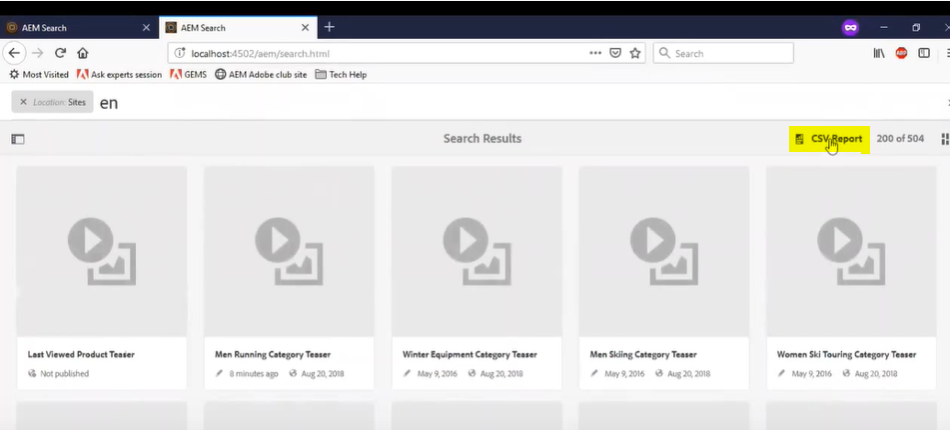 AEM Search
AEM Search
localhost:4502/aem/search.html
Search
Most Visited
Ask experts session
GEMS
AEM Adobe club site
Tech Help
Location: Sites
en
Search Results
CSV Report
200 of 504
Last Viewed Product Teaser
Men Running Category Teaser
Winter Equipment Category Teaser
Men Skiing Category Teaser
Women Ski Touring Category Teaser
Not published
8 minutes ago Aug 20, 2018
May 9, 2016 Aug 20, 2018
May 9, 2016 Aug 20, 2018
May 9, 2016 Aug 20, 2018